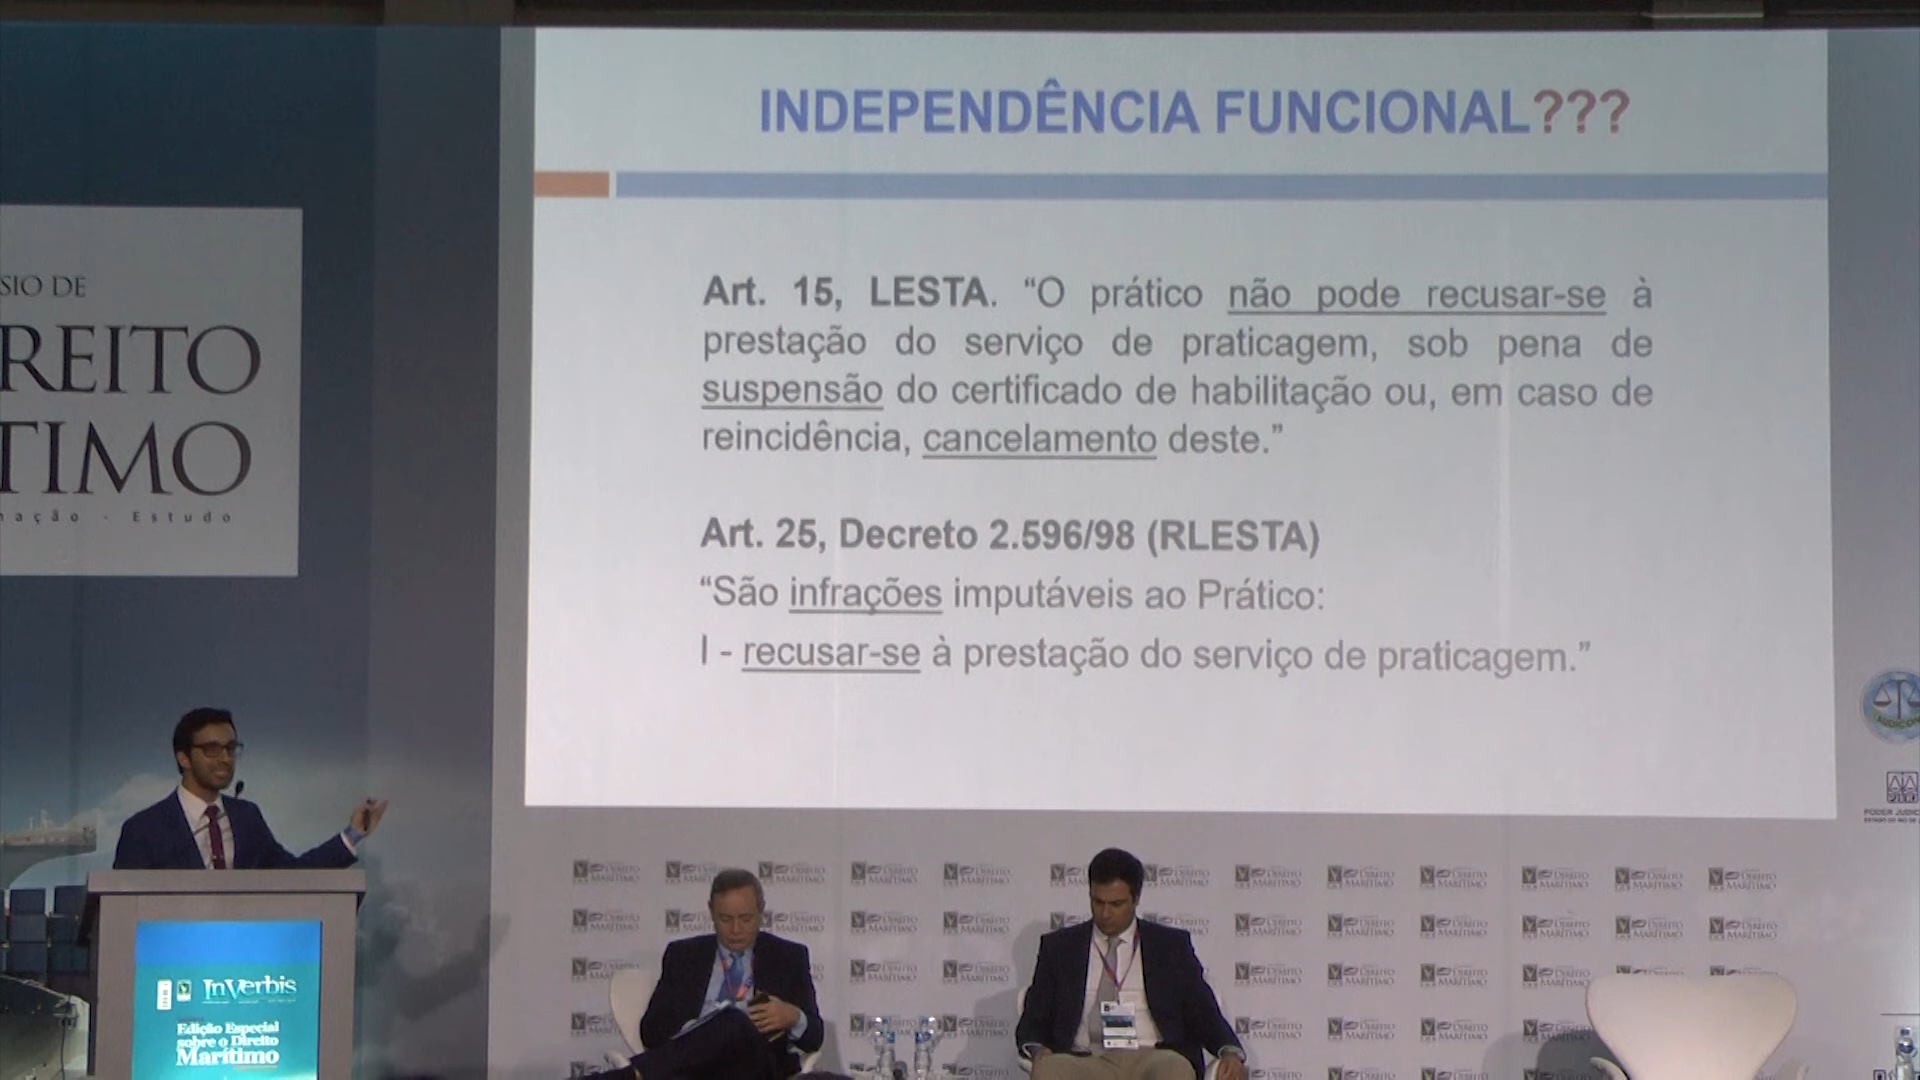 INDEPENDÊNCIA FUNCIONAL???
Art. 15, LESTA. “O prático não pode recusar-se à
prestação do serviço de praticagem, sob pena de
suspensão do certificado de habilitação ou, em caso de
reincidência, cancelamento deste.”
Art. 25, Decreto 2.596/98 (RLESTA)
“São infrações imputáveis ao Prático:
I - recusar-se à prestação do serviço de praticagem.”
SIO DE
REITO
TIMO
ação - Estudo
InVerbis
Edição Especial
sobre o Direito
Marítimo
DIREITO
MARÍTIMO